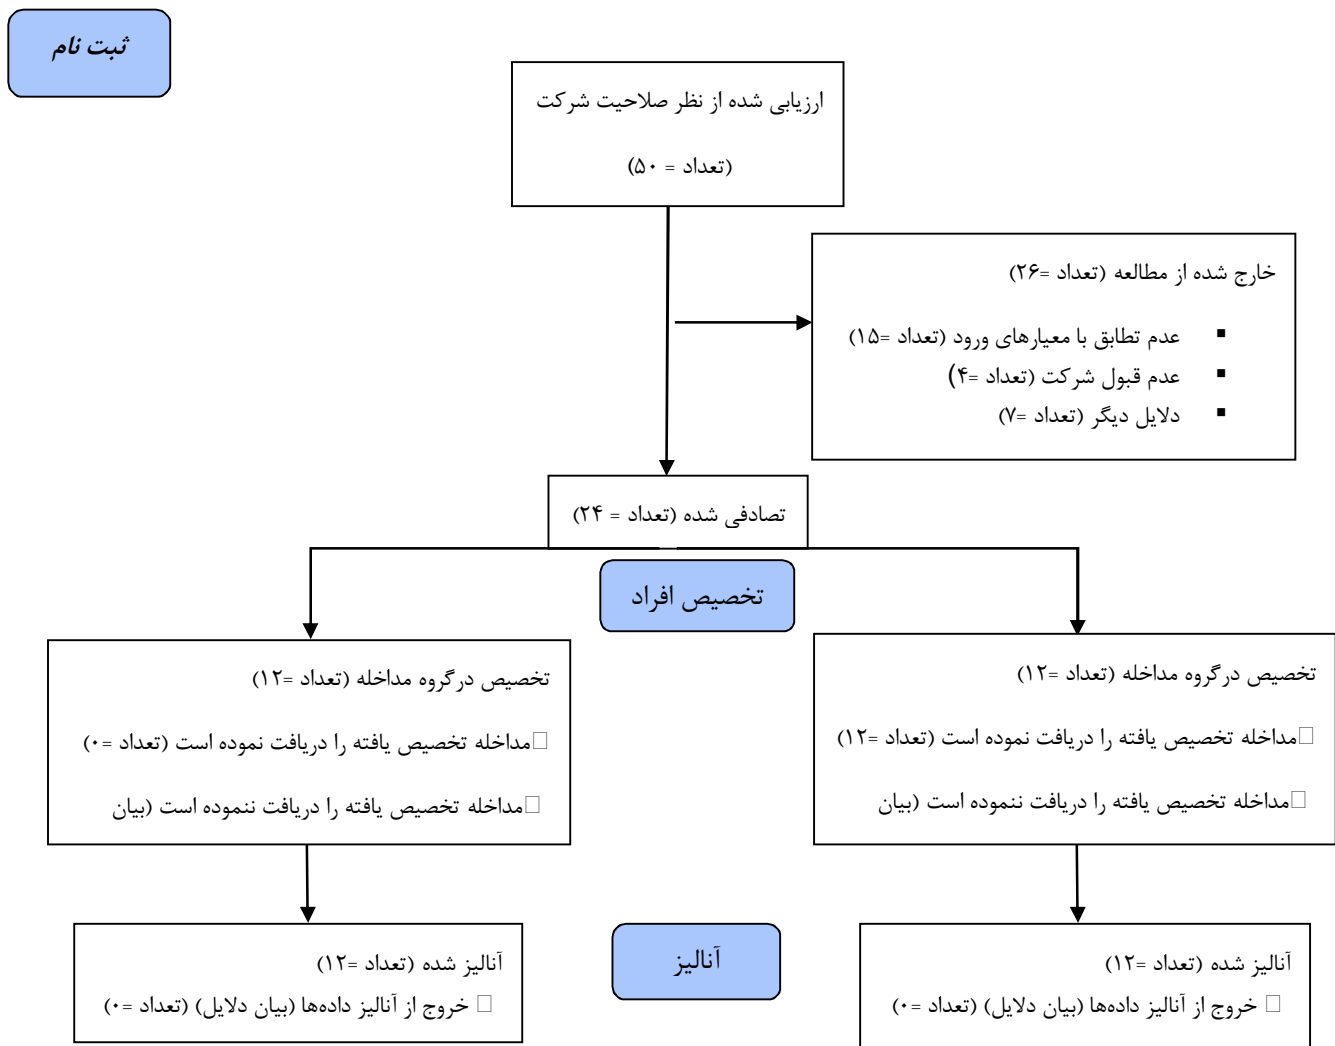 ثبت نام
ارزیابی شده از نظر صلاحیت شرکت
(تعداد = ۵۰)
خارج شده از مطالعه (تعداد =۲۶)
▪ عدم تطابق با معیارهای ورود (تعداد =۱۵)
▪ عدم قبول شرکت (تعداد =۴)
▪ دلایل دیگر (تعداد =۷)
تصادفی شده (تعداد = ۲۴)
تخصیص افراد
تخصیص درگروه مداخله (تعداد =۱۲)
□مداخله تخصیص یافته را دریافت نموده است (تعداد =۱۲)
□مداخله تخصیص یافته را دریافت ننموده است (بیان
تخصیص درگروه مداخله (تعداد =۱۲)
□مداخله تخصیص یافته را دریافت نموده است (تعداد =۰)
□مداخله تخصیص یافته را دریافت ننموده است (بیان
آنالیز
آنالیز شده (تعداد =۱۲)
□ خروج از آنالیز داده‌ها (بیان دلایل) (تعداد =۰)
آنالیز شده (تعداد =۱۲)
□ خروج از آنالیز داده‌ها (بیان دلایل) (تعداد =۰)